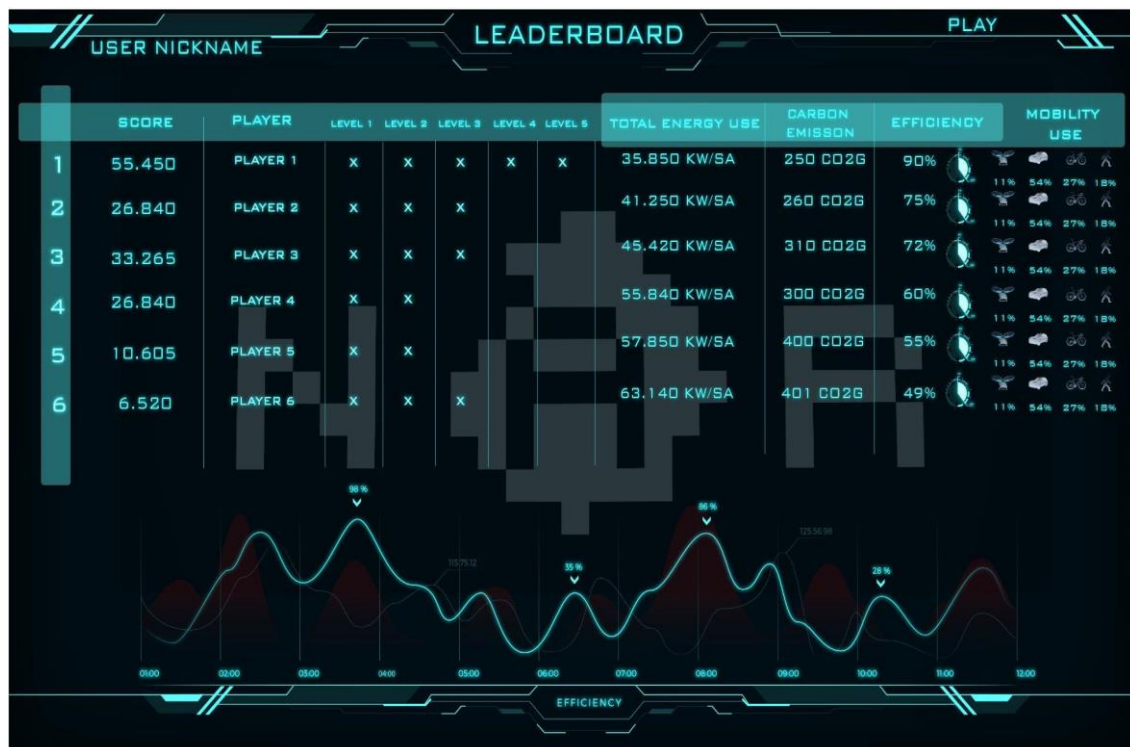 USER NICKNAME
LEADERBOARD
PLAY
SCORE PLAYER LEVEL 1 LEVEL 2 LEVEL 3 LEVEL 4 LEVEL 5 TOTAL ENERGY USE CARBON EMISSON EFFICIENCY MOBILITY USE
1 55.450 PLAYER 1 X X X X X 35.850 KW/SA 250 CO2G 90%
11% 54% 27% 18%
2 26.840 PLAYER 2 X X X 41.250 KW/SA 260 CO2G 75%
11% 54% 27% 18%
3 33.265 PLAYER 3 X X X 45.420 KW/SA 310 CO2G 72%
11% 54% 27% 18%
4 26.840 PLAYER 4 X X 55.840 KW/SA 300 CO2G 60%
11% 54% 27% 18%
5 10.605 PLAYER 5 X X 57.850 KW/SA 400 CO2G 55%
11% 54% 27% 18%
6 6.520 PLAYER 6 X X X 63.140 KW/SA 401 CO2G 49%
11% 54% 27% 18%
98 %
86 %
125.56.98
115.75.12
35 %
28 %
01:00 02:00 03:00 04:00 05:00 06:00 07:00 08:00 09:00 10:00 11:00 12:00
EFFICIENCY